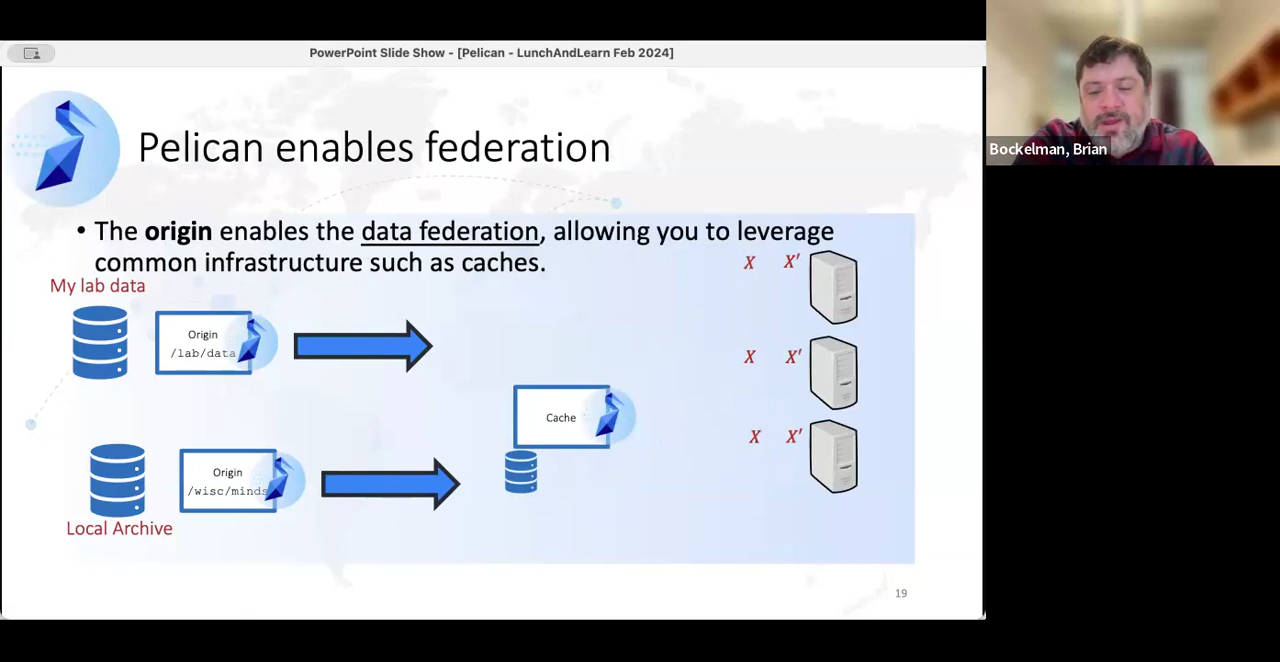 PowerPoint Slide Show - [Pelican - LunchAndLearn Feb 2024]
Bockelman, Brian
Pelican enables federation
• The origin enables the data federation, allowing you to leverage
common infrastructure such as caches.
My lab data
Origin
/lab/data
X X'
X X'
Cache
X X'
Origin
/wisc/minds
Local Archive
19